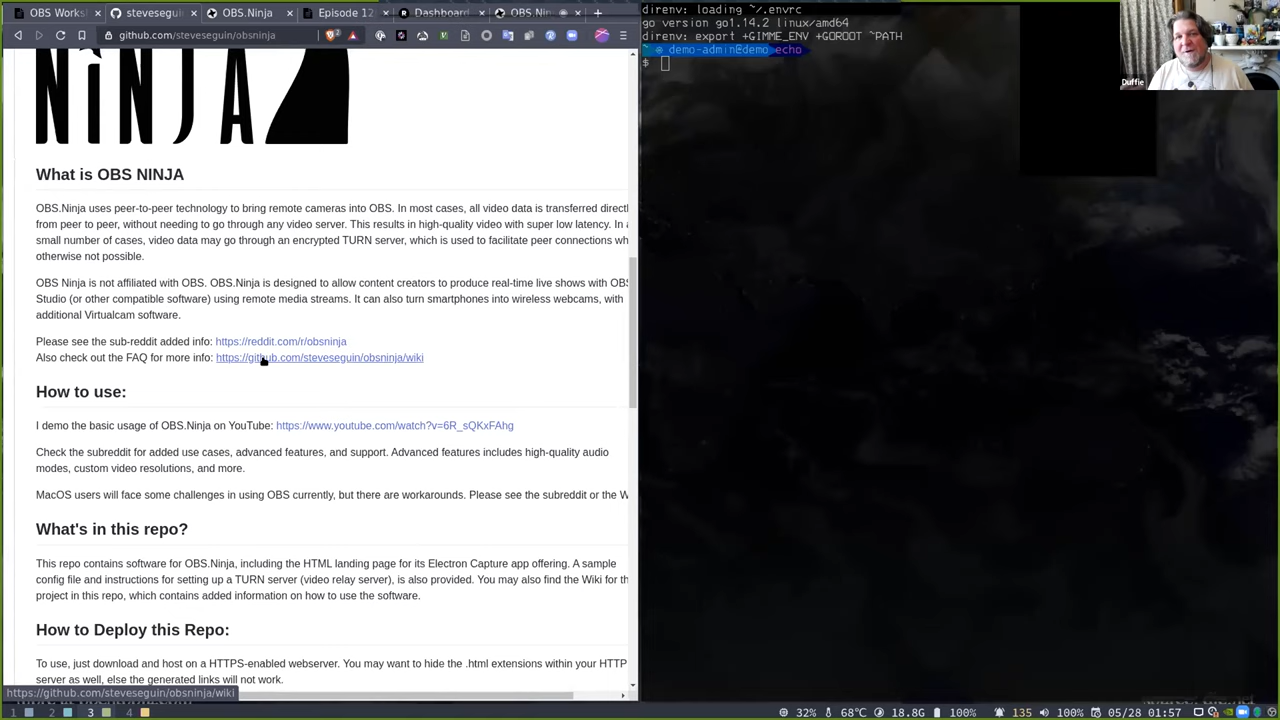 OBS Works
stevesegui
OBS.Ninja
Episode 12
Dashboard
OBS.Nin
github.com/steveseguin/obsninja
NiNJA
What is OBS NINJA
OBS.Ninja uses peer-to-peer technology to bring remote cameras into OBS. In most cases, all video data is transferred directl
from peer to peer, without needing to go through any video server. This results in high-quality video with super low latency. In a
small number of cases, video data may go through an encrypted TURN server, which is used to facilitate peer connections wh
otherwise not possible.
OBS Ninja is not affiliated with OBS. OBS.Ninja is designed to allow content creators to produce real-time live shows with OBS
Studio (or other compatible software) using remote media streams. It can also turn smartphones into wireless webcams, with
additional Virtualcam software.
Please see the sub-reddit added info: https://reddit.com/r/obsninja
Also check out the FAQ for more info: https://github.com/steveseguin/obsninja/wiki
How to use:
I demo the basic usage of OBS.Ninja on YouTube: https://www.youtube.com/watch?v=6R_sQKxFAhg
Check the subreddit for added use cases, advanced features, and support. Advanced features includes high-quality audio
modes, custom video resolutions, and more.
MacOS users will face some challenges in using OBS currently, but there are workarounds. Please see the subreddit or the W
What's in this repo?
This repo contains software for OBS.Ninja, including the HTML landing page for its Electron Capture app offering. A sample
config file and instructions for setting up a TURN server (video relay server), is also provided. You may also find the Wiki for th
project in this repo, which contains added information on how to use the software.
How to Deploy this Repo:
To use, just download and host on a HTTPS-enabled webserver. You may want to hide the .html extensions within your HTTP
server as well, else the generated links will not work.
https://github.com/steveseguin/obsninja/wiki
direnv: loading ~/.envrc
go version go1.14.2 linux/amd64
direnv: export +GIMME_ENV +GOROOT ~PATH
~ ⎈ demo-admin@demo echo
$
Duffie
1 2 3 4
32% 68°C 18.8G 100% 135 100% 05/28 01:57